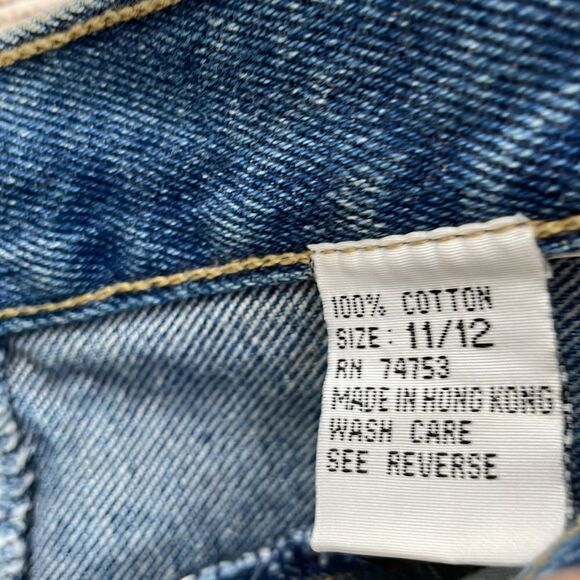 100% COTTON
SIZE: 11/12
RN 74753
MADE IN HONG KONG
WASH CARE
SEE REVERSE